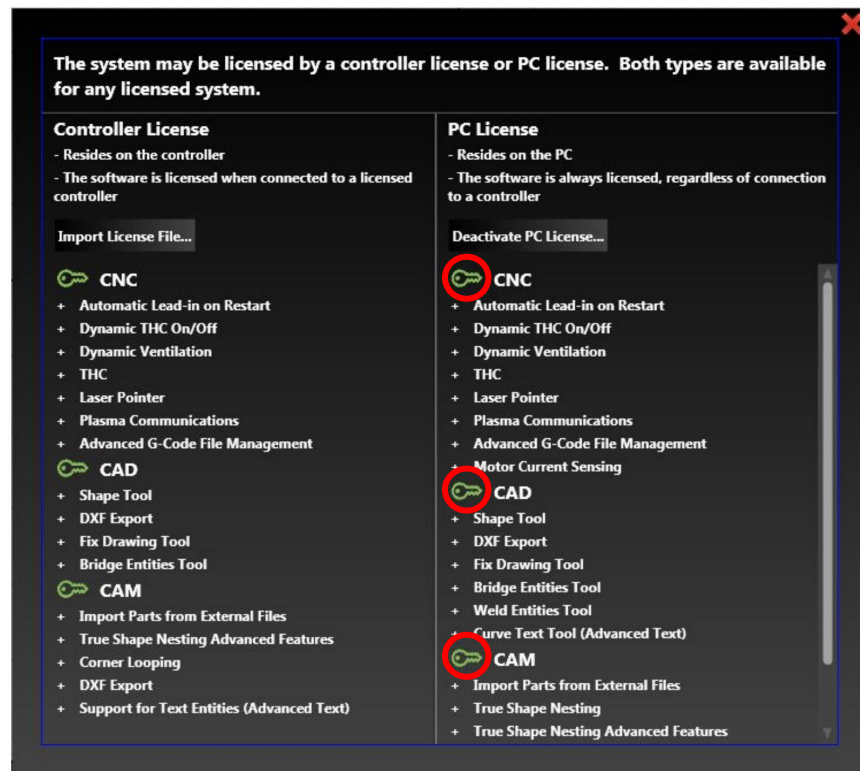 The system may be licensed by a controller license or PC license.  Both types are available
for any licensed system.
Controller License
- Resides on the controller
- The software is licensed when connected to a licensed
controller
Import License File...
CNC
+ Automatic Lead-in on Restart
+ Dynamic THC On/Off
+ Dynamic Ventilation
+ THC
+ Laser Pointer
+ Plasma Communications
+ Advanced G-Code File Management
CAD
+ Shape Tool
+ DXF Export
+ Fix Drawing Tool
+ Bridge Entities Tool
CAM
+ Import Parts from External Files
+ True Shape Nesting Advanced Features
+ Corner Looping
+ DXF Export
+ Support for Text Entities (Advanced Text)
PC License
- Resides on the PC
- The software is always licensed, regardless of connection
to a controller
Deactivate PC License...
CNC
+ Automatic Lead-in on Restart
+ Dynamic THC On/Off
+ Dynamic Ventilation
+ THC
+ Laser Pointer
+ Plasma Communications
+ Advanced G-Code File Management
+ Motor Current Sensing
CAD
+ Shape Tool
+ DXF Export
+ Fix Drawing Tool
+ Bridge Entities Tool
+ Weld Entities Tool
+ Curve Text Tool (Advanced Text)
CAM
+ Import Parts from External Files
+ True Shape Nesting
+ True Shape Nesting Advanced Features